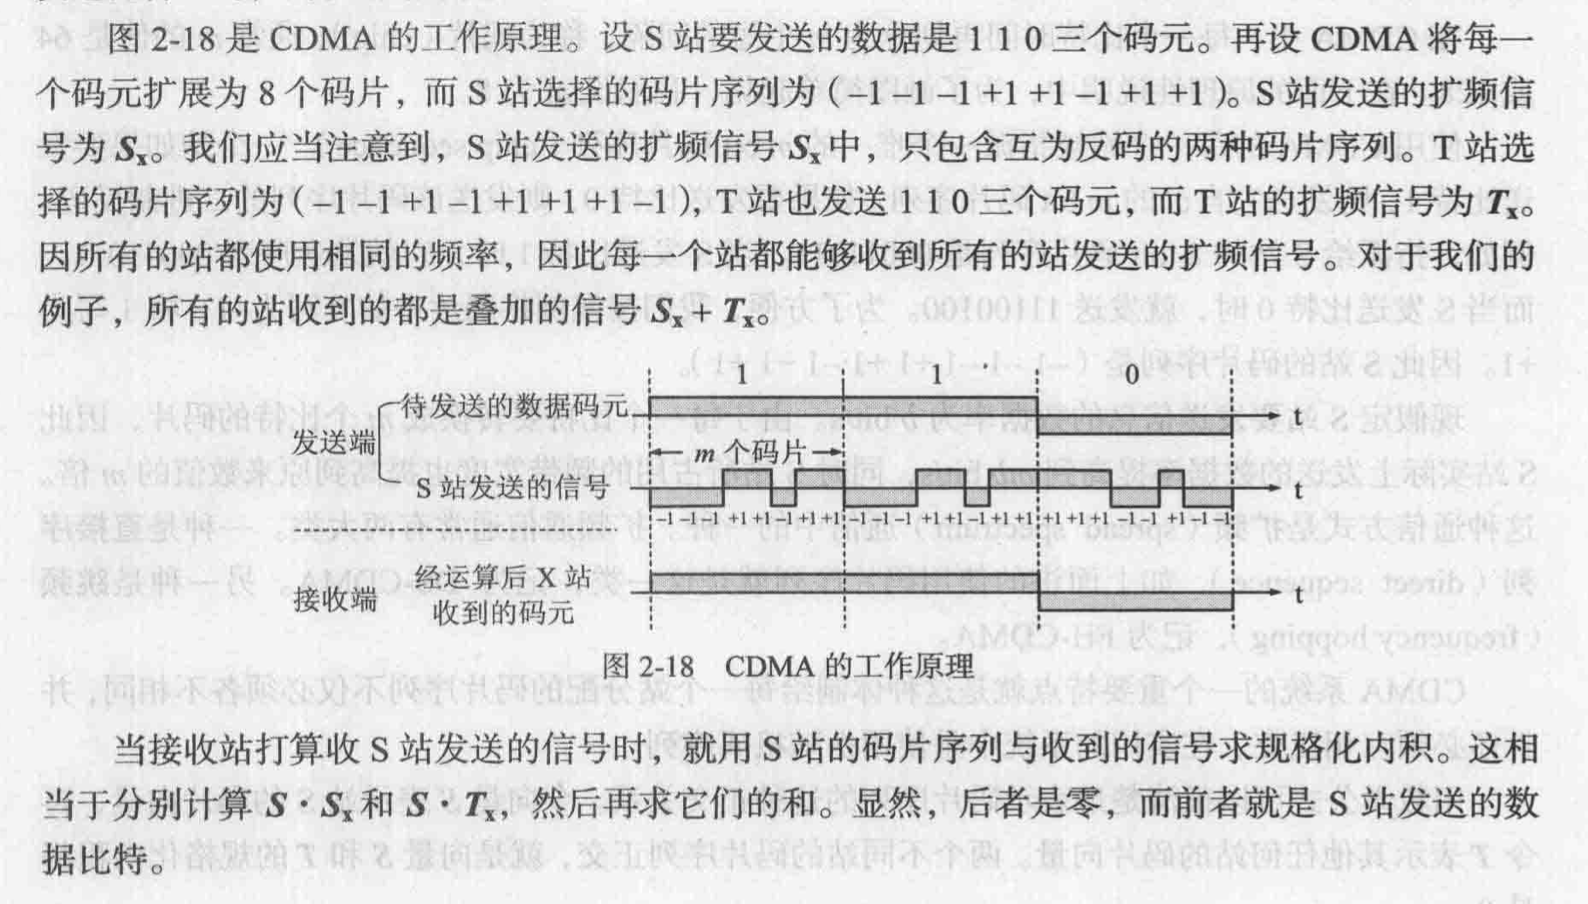 图 2-18 是 CDMA 的工作原理。设 S 站要发送的数据是 1 1 0 三个码元。再设 CDMA 将每一
个码元扩展为 8 个码片，而 S 站选择的码片序列为（-1 -1 -1 +1 +1 -1 +1 +1）。S 站发送的扩频信
号为 Sx。我们应当注意到，S 站发送的扩频信号 Sx 中，只包含互为反码的两种码片序列。T 站选
择的码片序列为（-1 -1 +1 -1 +1 +1 +1 -1），T 站也发送 1 1 0 三个码元，而 T 站的扩频信号为 Tx。
因所有的站都使用相同的频率，因此每一个站都能够收到所有的站发送的扩频信号。对于我们的
例子，所有的站收到的都是叠加的信号 Sx + Tx。
1 1 0
待发送的数据码元 t
发送端
m 个码片
S 站发送的信号 t
-1 -1 -1 +1 +1 -1 +1 +1 -1 -1 -1 +1 +1 -1 +1 +1 +1 +1 +1 -1 -1 +1 -1 -1
经运算后 X 站
接收端 t
收到的码元
图 2-18 CDMA 的工作原理
当接收站打算收 S 站发送的信号时，就用 S 站的码片序列与收到的信号求规格化内积。这相
当于分别计算 S · Sx 和 S · Tx，然后再求它们的和。显然，后者是零，而前者就是 S 站发送的数
据比特。